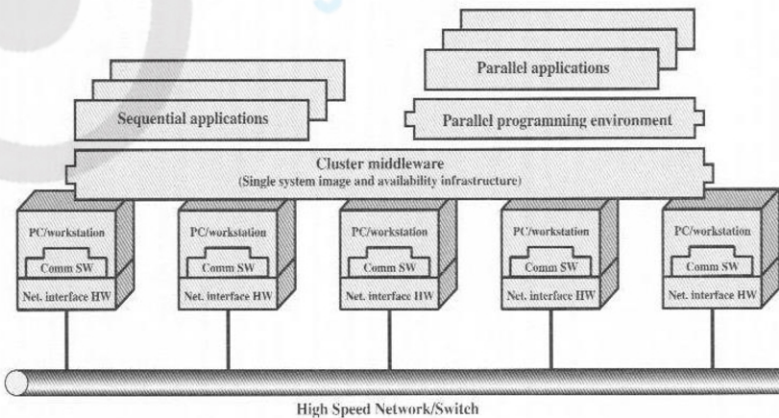 Parallel applications
Sequential applications
Parallel programming environment
Cluster middleware
(Single system image and availability infrastructure)
PC/workstation
PC/workstation
PC/workstation
PC/workstation
PC/workstation
Comm SW
Comm SW
Comm SW
Comm SW
Comm SW
Net. interface HW
Net. interface HW
Net. interface HW
Net. interface HW
Net. interface HW
High Speed Network/Switch